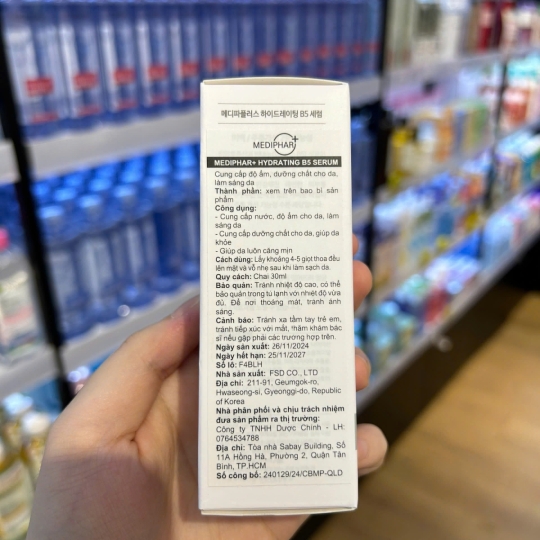 메디파플러스 하이드레이팅 B5 세럼
MEDIPHAR+
MEDIPHAR+ HYDRATING B5 SERUM
Cung cấp độ ẩm, dưỡng chất cho da,
làm sáng da
Thành phần: xem trên bao bì sản
phẩm
Công dụng:
- Cung cấp nước, độ ẩm cho da, làm
sáng da
- Cung cấp dưỡng chất cho da, giúp da
khỏe
- Giúp da luôn căng mịn
Cách dùng: Lấy khoảng 4-5 giọt thoa đều
lên mặt và vỗ nhẹ sau khi làm sạch da
Quy cách: Chai 30ml
Bảo quản: Tránh nhiệt độ cao, có thể
bảo quản trong tủ lạnh với nhiệt độ vừa
đủ. Để nơi thoáng mát, tránh ánh
sáng.
Cảnh báo: Tránh xa tầm tay trẻ em,
tránh tiếp xúc với mắt, thăm khám bác
sĩ nếu gặp phải các trường hợp trên.
Ngày sản xuất: 26/11/2024
Ngày hết hạn: 25/11/2027
Số lô: F4BLH
Nhà sản xuất: FSD CO., LTD
Địa chỉ: 211-91, Geumgok-ro,
Hwaseong-si, Gyeonggi-do, Republic
of Korea
Nhà phân phối và chịu trách nhiệm
đưa sản phẩm ra thị trường:
Công ty TNHH Dược Chính - LH:
0764534788
Địa chỉ: Tòa nhà Sabay Building, Số
11A Hồng Hà, Phường 2, Quận Tân
Bình, TP.HCM
Số công bố: 240129/24/CBMP-QLD